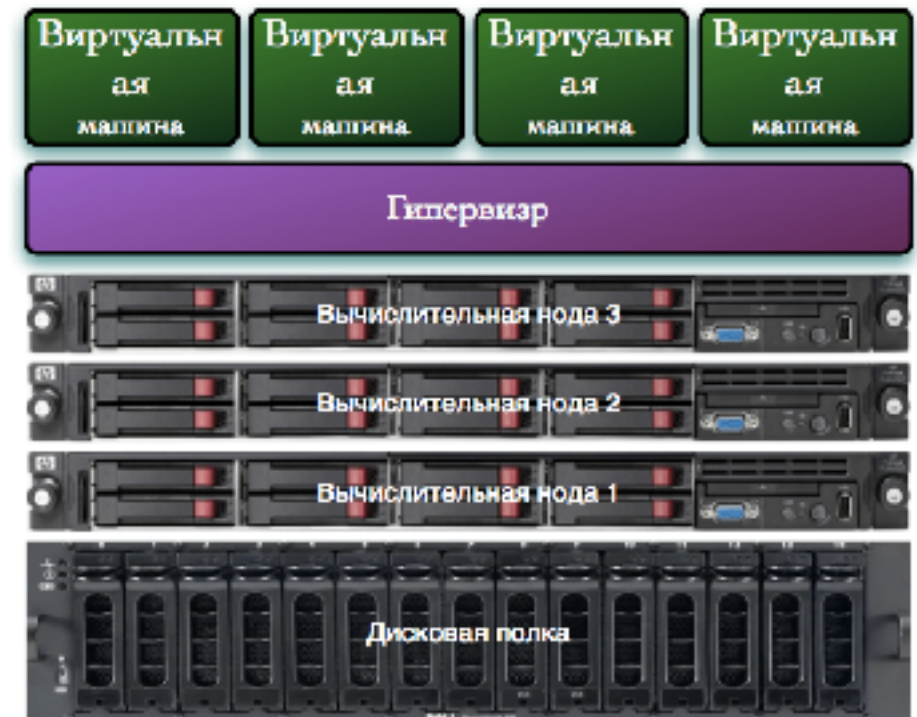 Виртуальн Виртуальн Виртуальн Виртуальн
ая ая ая ая
машина машина машина машина
Гипервизр
Вычислительная нода 3
Вычислительная нода 2
Вычислительная нода 1
Дисковая полка